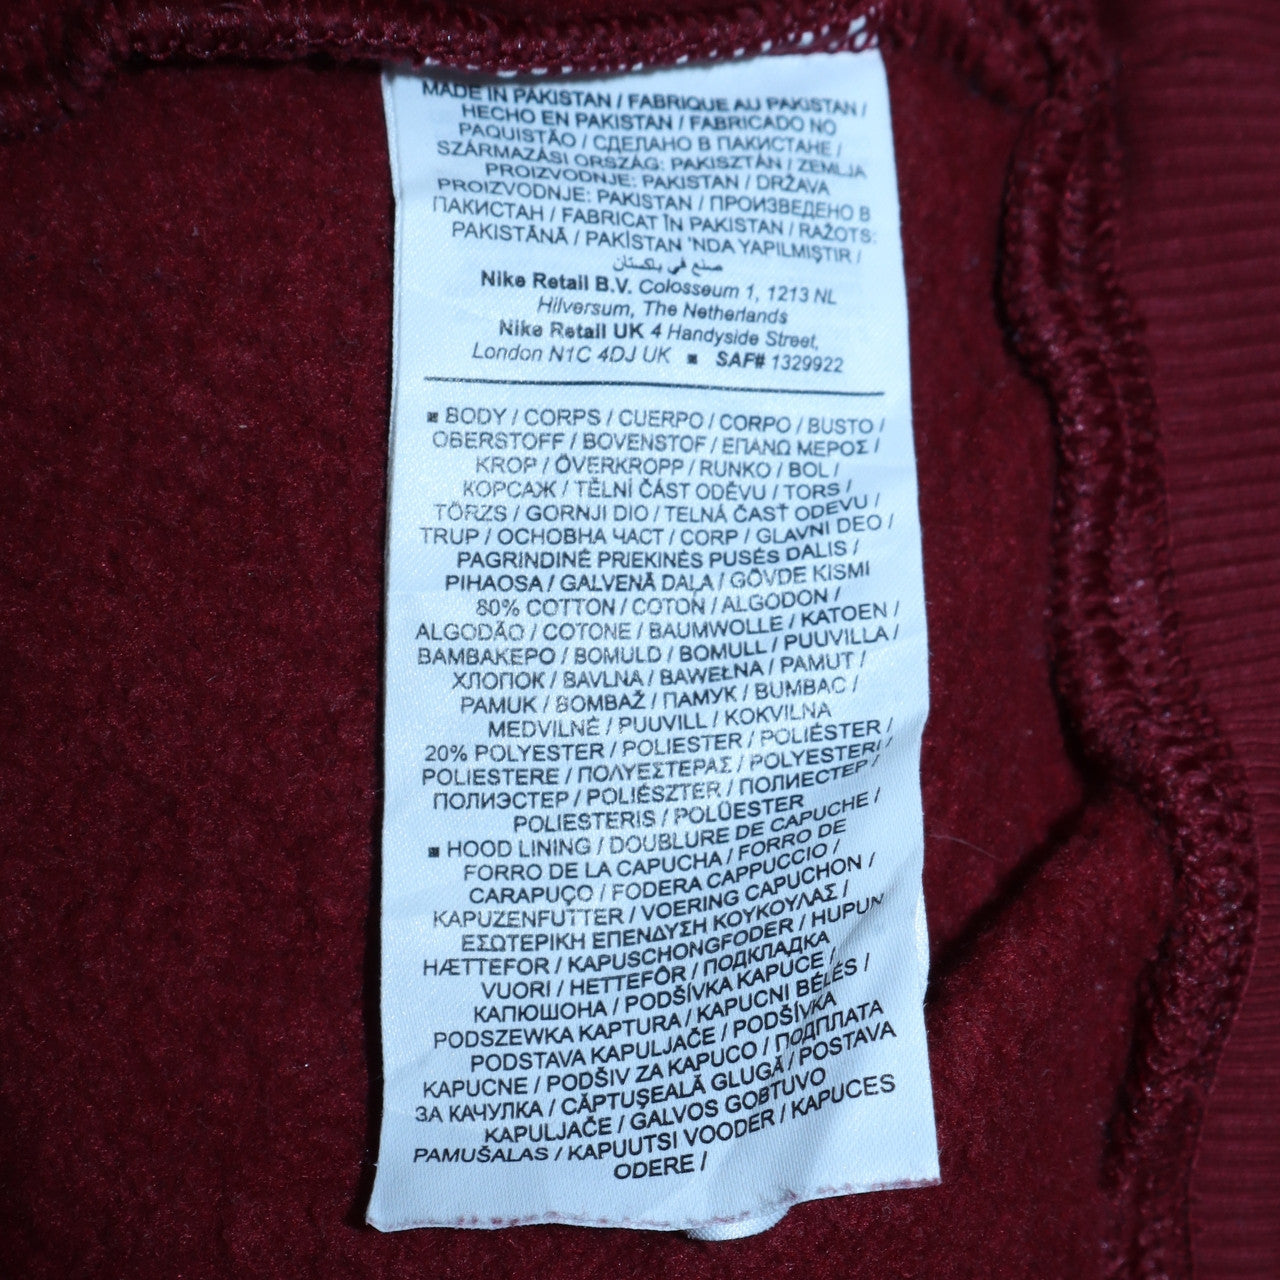 MADE IN PAKISTAN / FABRIQUE AU PAKISTAN /
HECHO EN PAKISTAN / FABRICADO NO
PAQUISTÃO / СДЕЛАНО В ПАКИСТАНЕ /
SZÁRMAZÁSI ORSZÁG: PAKISZTÁN / ZEMLJA
PROIZVODNJE: PAKISTAN / DRŽAVA
PROIZVODNJE: PAKISTAN / ПРОИЗВЕДЕНО В
ПАКИСТАН / FABRICAT ÎN PAKISTAN / RAŽOTS:
PAKISTĀNĀ / PAKİSTAN 'NDA YAPILMIŞTIR /
صنع في باكستان
Nike Retail B.V. Colosseum 1, 1213 NL
Hilversum, The Netherlands
Nike Retail UK 4 Handyside Street,
London N1C 4DJ UK ▪ SAF# 1329922
▪ BODY / CORPS / CUERPO / CORPO / BUSTO /
OBERSTOFF / BOVENSTOF / ΕΠΑΝΩ ΜΕΡΟΣ /
KROP / ÖVERKROPP / RUNKO / BOL /
КОРСАЖ / TĚLNÍ ČÁST ODĚVU / TORS /
TÖRZS / GORNJI DIO / TELNÁ ČASŤ ODEVU /
TRUP / ОСНОВНА ЧАСТ / CORP / GLAVNI DEO /
PAGRINDINĖ PRIEKINĖS PUSĖS DALIS /
PIHAOSA / GALVENĀ DAĻA / GÖVDE KISMI
80% COTTON / COTON / ALGODON /
ALGODÃO / COTONE / BAUMWOLLE / KATOEN /
ΒΑΜΒΑΚΕΡΟ / BOMULD / BOMULL / PUUVILLA /
ХЛОПОК / BAVLNA / BAWEŁNA / PAMUT /
PAMUK / BOMBAŽ / ПАМУК / BUMBAC /
MEDVILNĖ / PUUVILL / KOKVILNA
20% POLYESTER / POLIESTER / POLIÉSTER /
POLIESTERE / ΠΟΛΥΕΣΤΕΡΑΣ / POLYESTERI /
ПОЛИЭСТЕР / POLIÉSZTER / ПОЛИЕСТЕР /
POLIESTERIS / POLÜESTER
▪ HOOD LINING / DOUBLURE DE CAPUCHE /
FORRO DE LA CAPUCHA / FORRO DE
CARAPUÇO / FODERA CAPPUCCIO /
KAPUZENFUTTER / VOERING CAPUCHON /
ΕΣΩΤΕΡΙΚΗ ΕΠΕΝΔΥΣΗ ΚΟΥΚΟΥΛΑΣ /
HÆTTEFOR / KAPUSCHONGFODER / HUPUN
VUORI / HETTEFÔR / ПОДКЛАДКА
КАПЮШОНА / PODŠÍVKA KAPUCE /
PODSZEWKA KAPTURA / KAPUCNI BÉLÉS /
PODSTAVA KAPULJAČE / PODŠÍVKA
KAPUCNE / PODŠIV ZA KAPUCO / ПОДПЛАТА
ЗА КАЧУЛКА / CĂPTUȘEALĂ GLUGĂ / POSTAVA
KAPULJAČE / GALVOS GOBTUVO
PAMUŠALAS / KAPUUTSI VOODER / KAPUCES
ODERE /